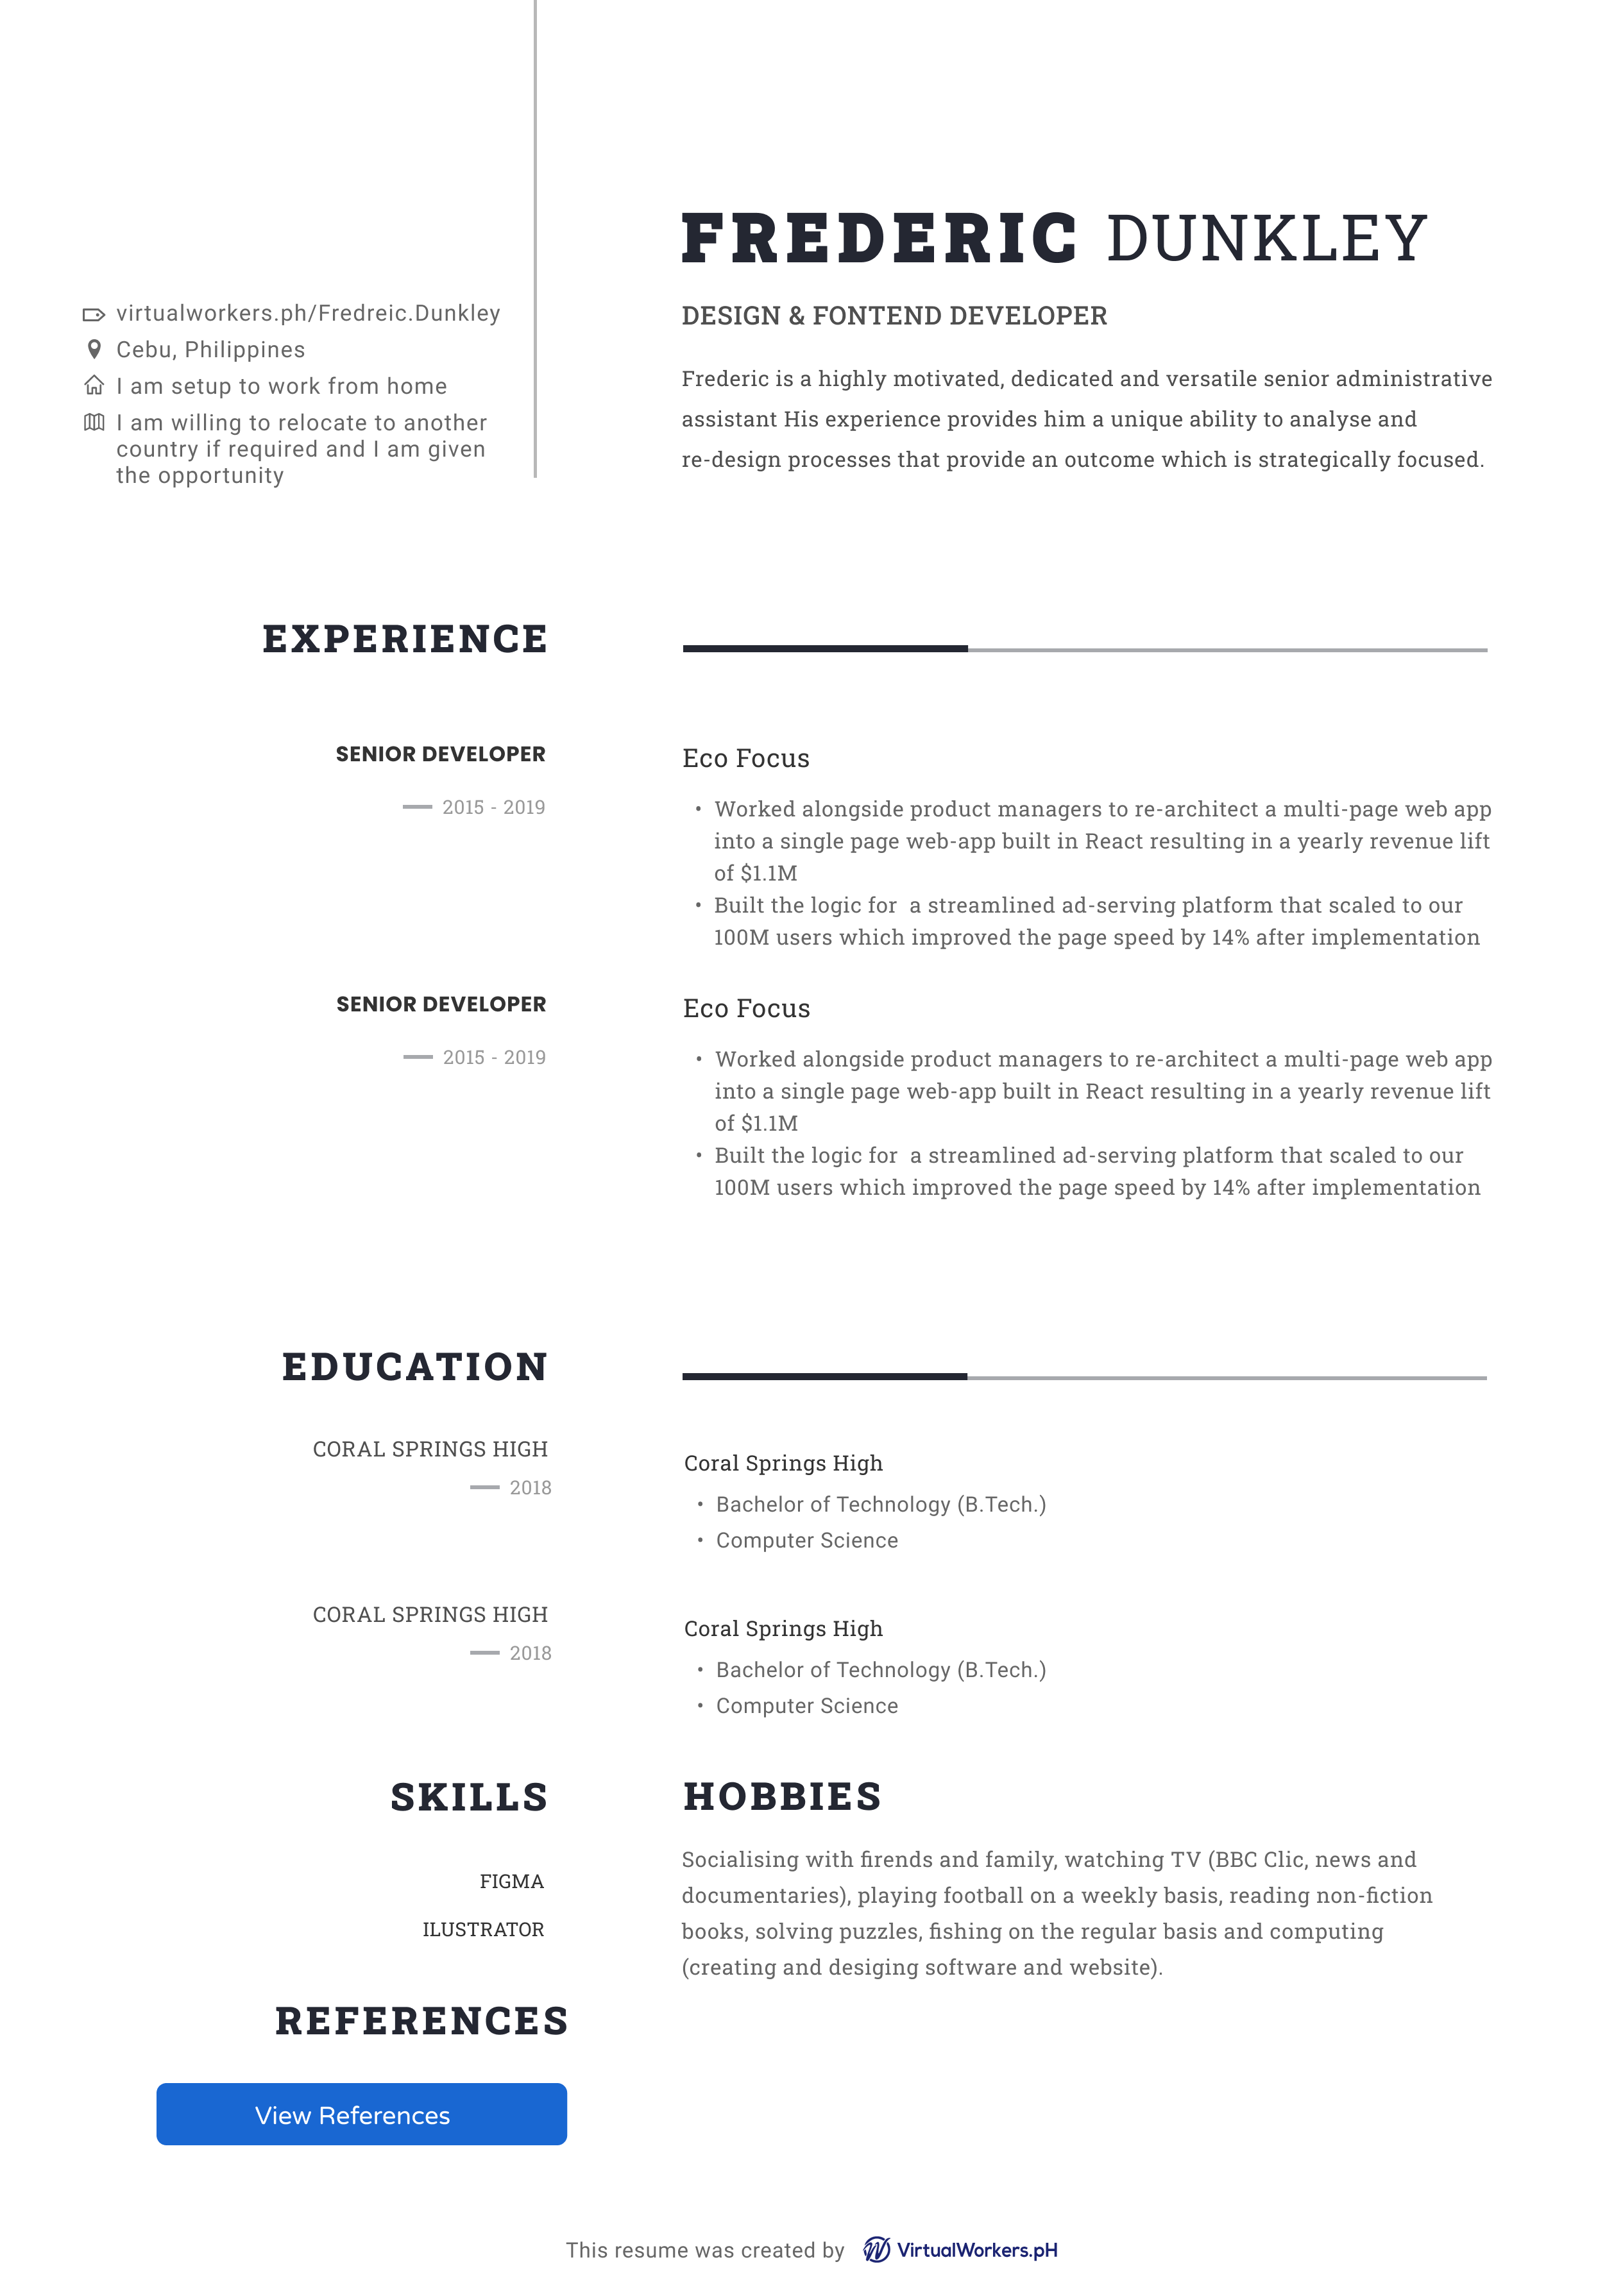 FREDERIC DUNKLEY
virtualworkers.ph/Fredreic.Dunkley
Cebu, Philippines
I am setup to work from home
I am willing to relocate to another
country if required and I am given
the opportunity
DESIGN & FONTEND DEVELOPER
Frederic is a highly motivated, dedicated and versatile senior administrative
assistant His experience provides him a unique ability to analyse and
re-design processes that provide an outcome which is strategically focused.
EXPERIENCE
SENIOR DEVELOPER
2015 - 2019
Eco Focus
• Worked alongside product managers to re-architect a multi-page web app
into a single page web-app built in React resulting in a yearly revenue lift
of $1.1M
• Built the logic for  a streamlined ad-serving platform that scaled to our
100M users which improved the page speed by 14% after implementation
SENIOR DEVELOPER
2015 - 2019
Eco Focus
• Worked alongside product managers to re-architect a multi-page web app
into a single page web-app built in React resulting in a yearly revenue lift
of $1.1M
• Built the logic for  a streamlined ad-serving platform that scaled to our
100M users which improved the page speed by 14% after implementation
EDUCATION
CORAL SPRINGS HIGH
2018
Coral Springs High
• Bachelor of Technology (B.Tech.)
• Computer Science
CORAL SPRINGS HIGH
2018
Coral Springs High
• Bachelor of Technology (B.Tech.)
• Computer Science
SKILLS
FIGMA
ILUSTRATOR
HOBBIES
Socialising with firends and family, watching TV (BBC Clic, news and
documentaries), playing football on a weekly basis, reading non-fiction
books, solving puzzles, fishing on the regular basis and computing
(creating and desiging software and website).
REFERENCES
View References
This resume was created by VirtualWorkers.pH